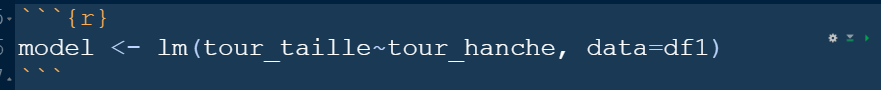 ```{r}
model <- lm(tour_taille~tour_hanche, data=df1)
```